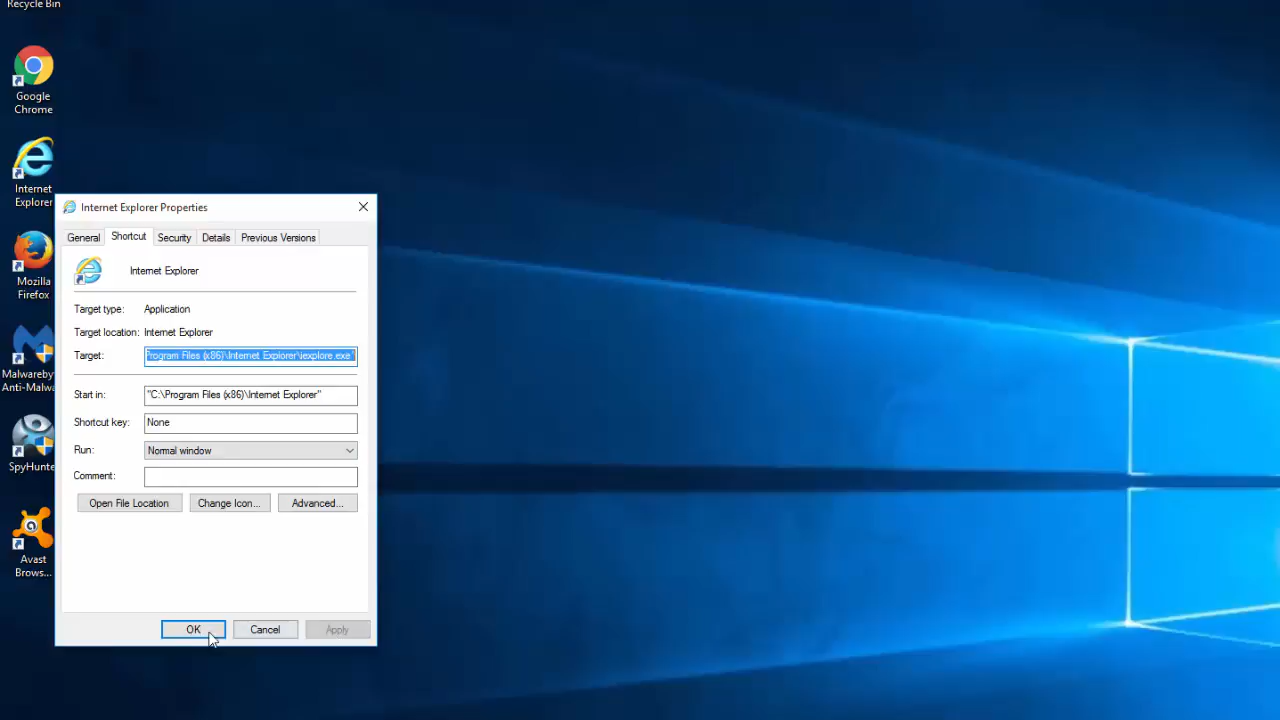 Recycle Bin
Google
Chrome
Internet
Explorer
Mozilla
Firefox
Malwareby
Anti-Malwa
SpyHunte
Avast
Brows...
Internet Explorer Properties
General
Shortcut
Security
Details
Previous Versions
Internet Explorer
Target type: Application
Target location: Internet Explorer
Target: Program Files (x86)\Internet Explorer\iexplore.exe"
Start in: "C:\Program Files (x86)\Internet Explorer"
Shortcut key: None
Run: Normal window
Comment:
Open File Location
Change Icon...
Advanced...
OK
Cancel
Apply